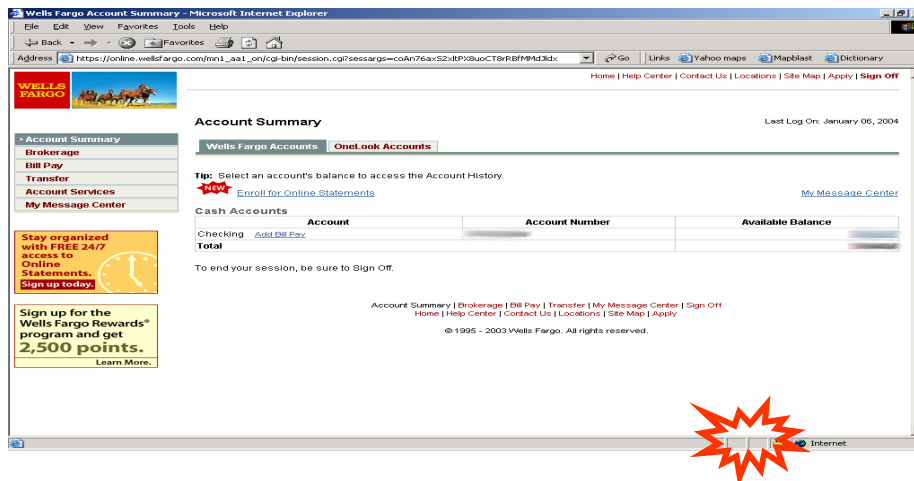 Wells Fargo Account Summary - Microsoft Internet Explorer
File Edit View Favorites Tools Help
Back Favorites
Address https://online.wellsfargo.com/mn1_aa1_on/cgi-bin/session.cgi?sessargs=coAn76axS2xltPX8uoCT8rRBfMMdJldx Go Links Yahoo maps Mapblast Dictionary
Home | Help Center | Contact Us | Locations | Site Map | Apply | Sign Off
WELLS
FARGO
Account Summary Last Log On: January 06, 2004
> Account Summary
Brokerage
Bill Pay
Transfer
Account Services
My Message Center
Wells Fargo Accounts OneLook Accounts
Tip: Select an account's balance to access the Account History.
NEW Enroll for Online Statements My Message Center
Cash Accounts
Account Account Number Available Balance
Checking Add Bill Pay
Total
To end your session, be sure to Sign Off.
Stay organized
with FREE 24/7
access to
Online
Statements.
Sign up today.
Sign up for the
Wells Fargo Rewards®
program and get
2,500 points.
Learn More.
Account Summary | Brokerage | Bill Pay | Transfer | My Message Center | Sign Off
Home | Help Center | Contact Us | Locations | Site Map | Apply
© 1995 - 2003 Wells Fargo. All rights reserved.
Internet